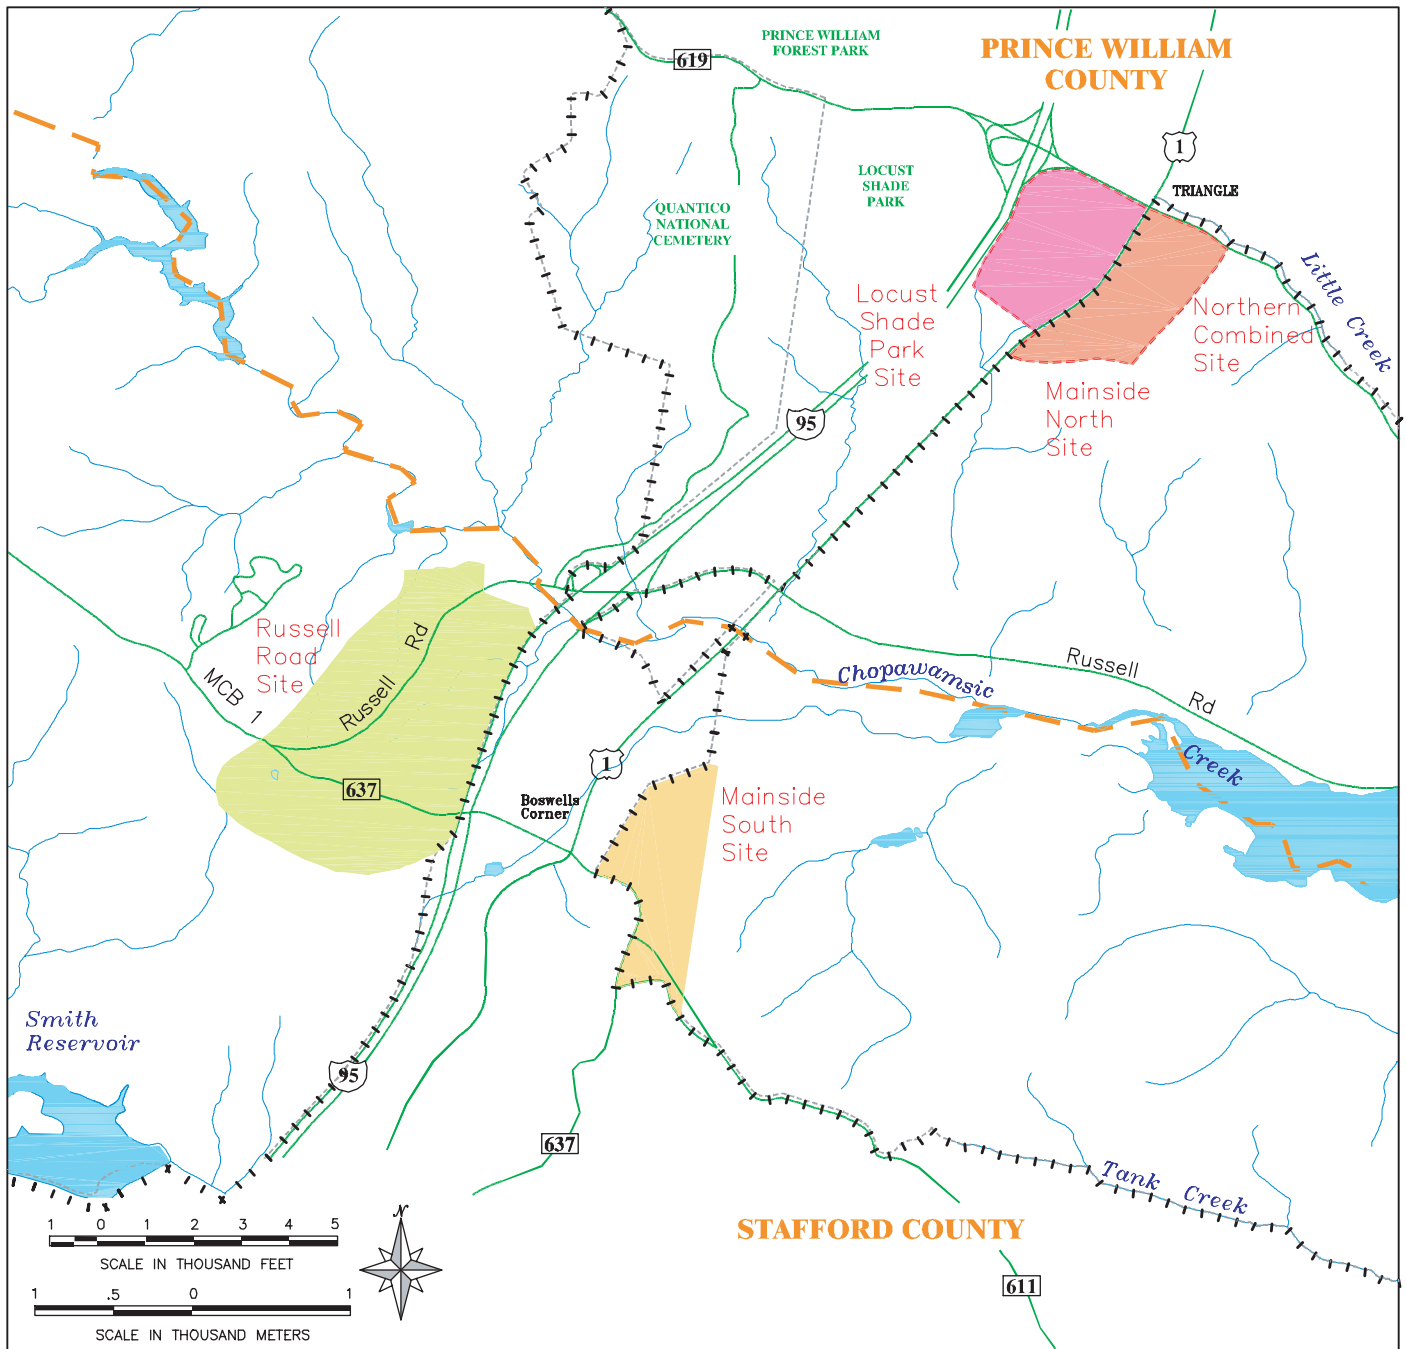 PRINCE WILLIAM
FOREST PARK
PRINCE WILLIAM
COUNTY
619
1
TRIANGLE
LOCUST
SHADE
PARK
QUANTICO
NATIONAL
CEMETERY
Little Creek
Locust
Shade
Park
Site
Northern
Combined
Site
Mainside
North
Site
95
Russell
Road
Site
Rd
Russell
MCB 1
Russell
Rd
Chopawamsic
Creek
637
1
Boswells
Corner
Mainside
South
Site
Smith
Reservoir
95
637
Tank Creek
STAFFORD COUNTY
611
N
1 0 1 2 3 4 5
SCALE IN THOUSAND FEET
1 .5 0 1
SCALE IN THOUSAND METERS